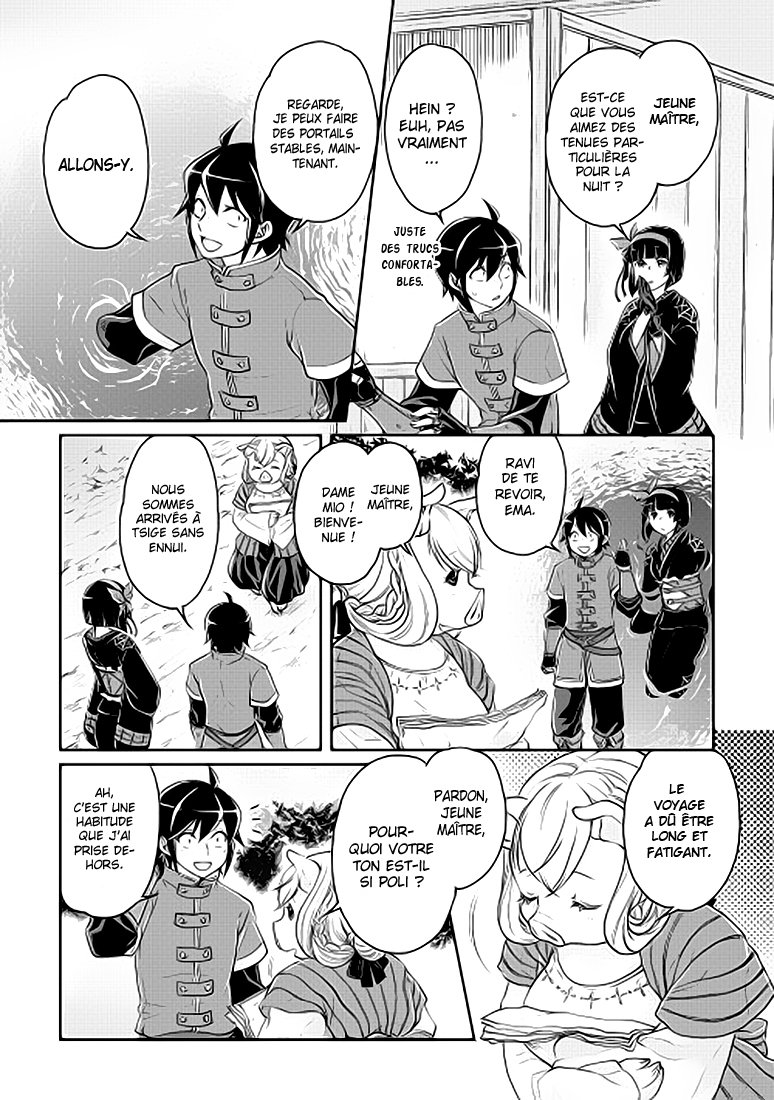 JEUNE
MAÎTRE,
EST-CE
QUE VOUS
AIMEZ DES
TENUES PAR-
TICULIÈRES
POUR LA
NUIT ?
HEIN ?
EUH, PAS
VRAIMENT
...
JUSTE
DES TRUCS
CONFORTA-
BLES.
REGARDE,
JE PEUX FAIRE
DES PORTAILS
STABLES, MAIN-
TENANT.
ALLONS-Y.
RAVI
DE TE
REVOIR,
EMA.
JEUNE
MAÎTRE,
DAME
MIO !
BIENVE-
NUE !
NOUS
SOMMES
ARRIVÉS À
TSIGE SANS
ENNUI.
LE
VOYAGE
A DÛ ÊTRE
LONG ET
FATIGANT.
PARDON,
JEUNE
MAÎTRE,
POUR-
QUOI VOTRE
TON EST-IL
SI POLI ?
AH,
C'EST UNE
HABITUDE
QUE J'AI
PRISE DE-
HORS.